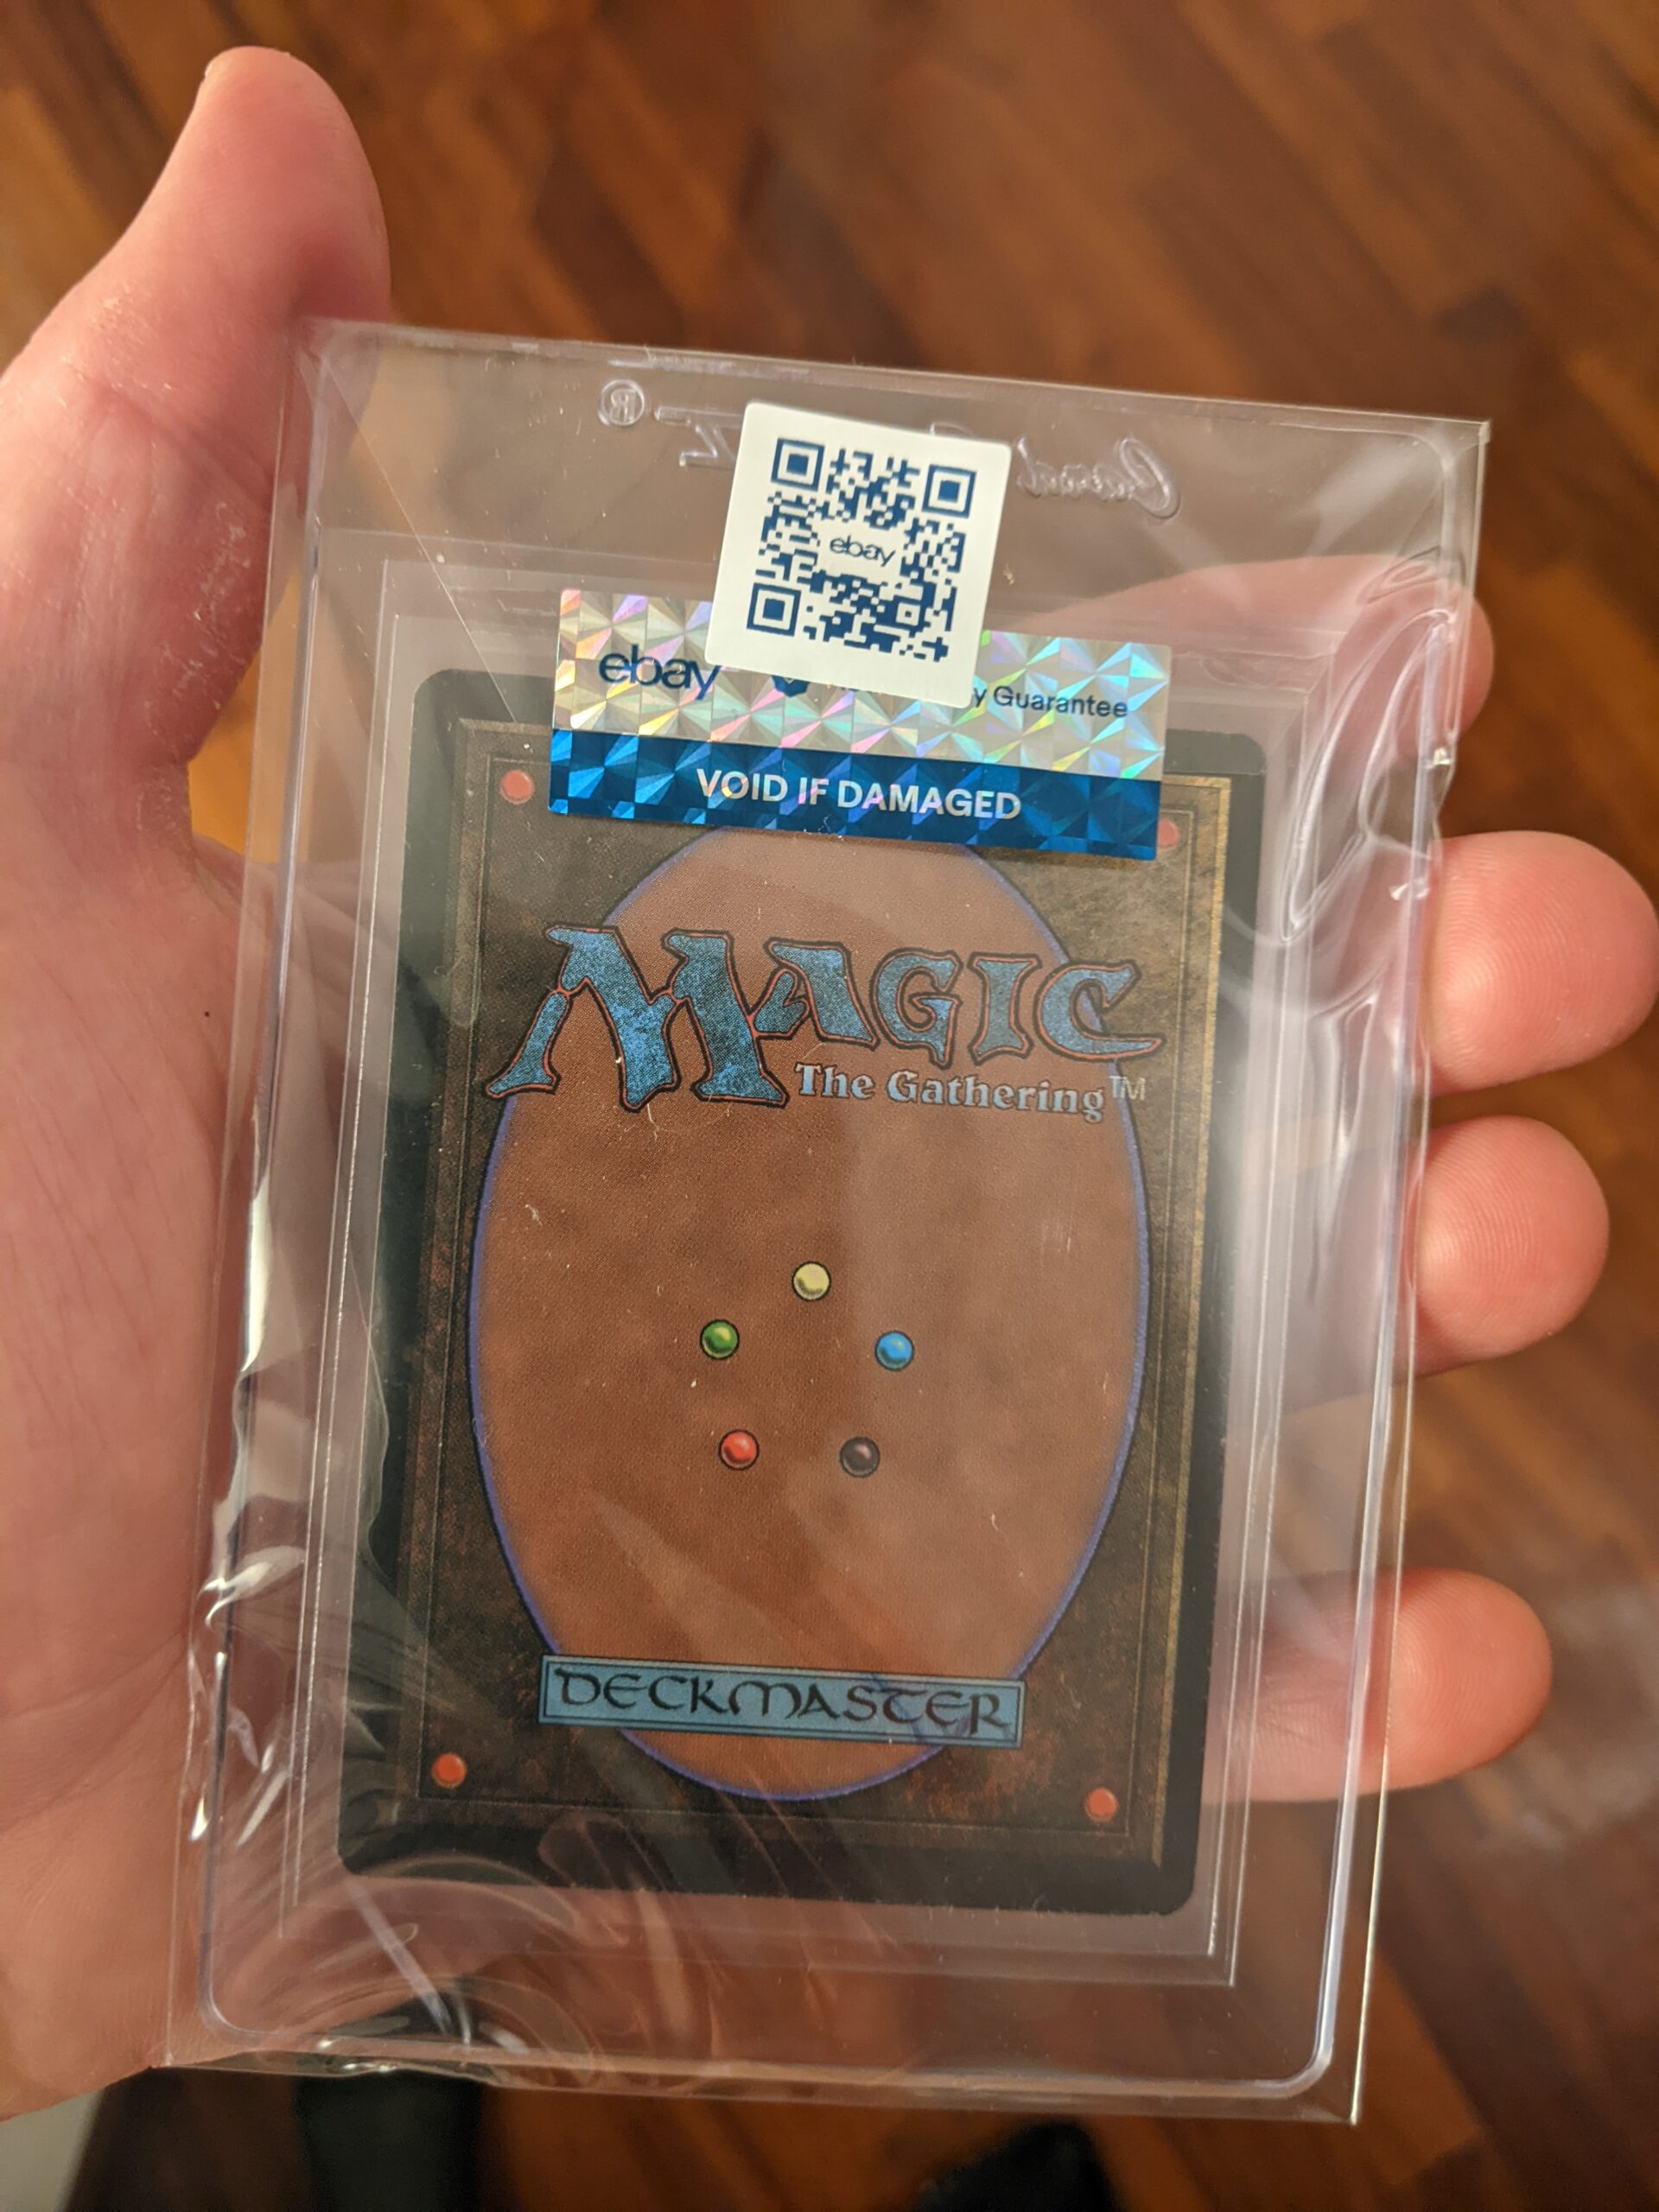 ®
ebay
ebay
y Guarantee
VOID IF DAMAGED
MAGIC
The Gathering™
DECKMASTER